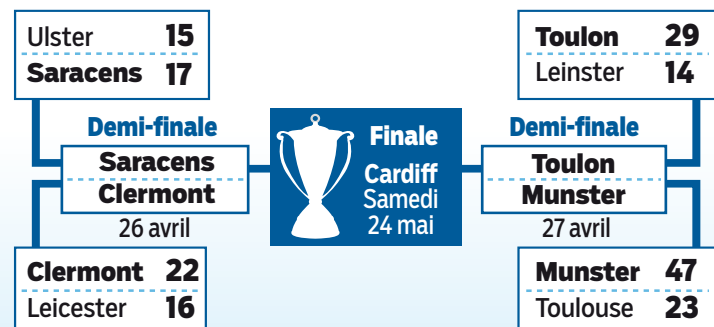 Ulster 15
Saracens 17
Demi-finale
Saracens
Clermont
26 avril
Clermont 22
Leicester 16
Finale
Cardiff
Samedi
24 mai
Toulon 29
Leinster 14
Demi-finale
Toulon
Munster
27 avril
Munster 47
Toulouse 23